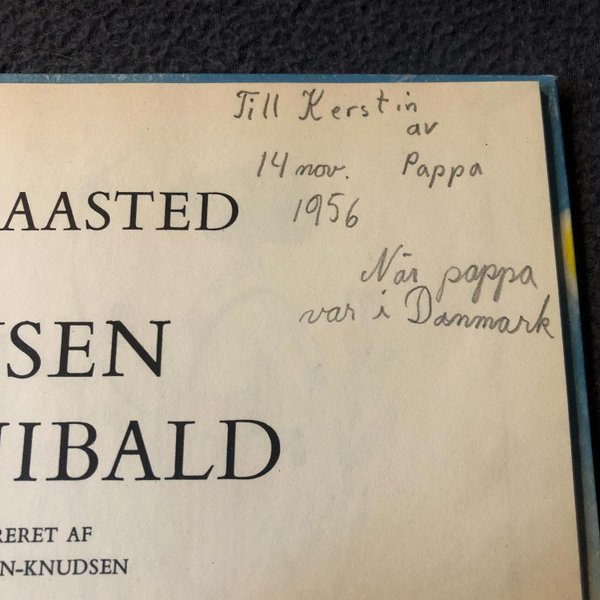 Till Kerstin
av
14 nov. Pappa
1956
AASTED
När pappa
var i Danmark
SEN
IBALD
RERET AF
N-KNUDSEN